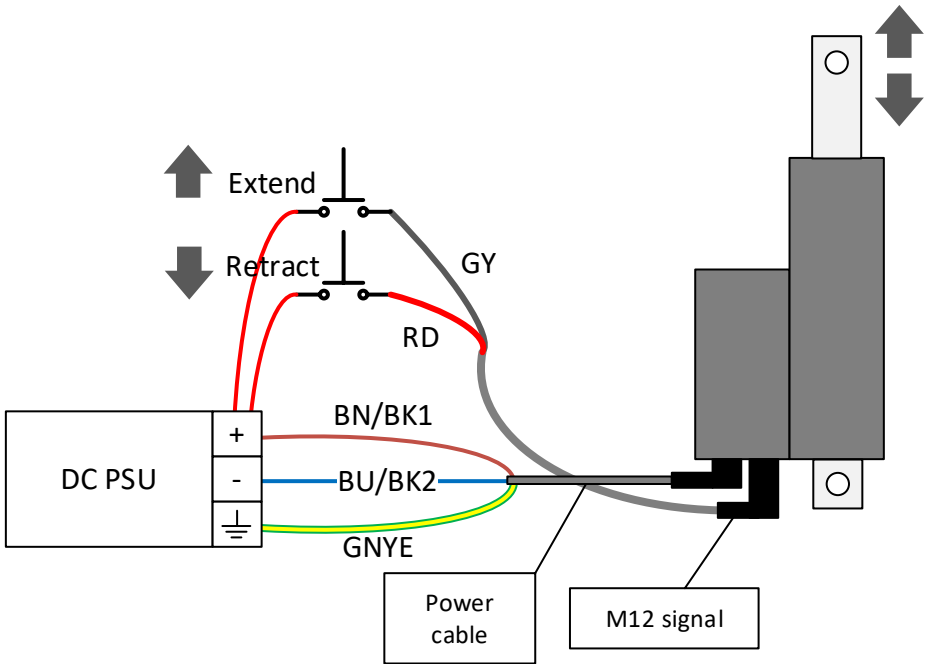 Extend
Retract
GY
RD
BN/BK1
+
DC PSU
-
BU/BK2
GNYE
Power
cable
M12 signal